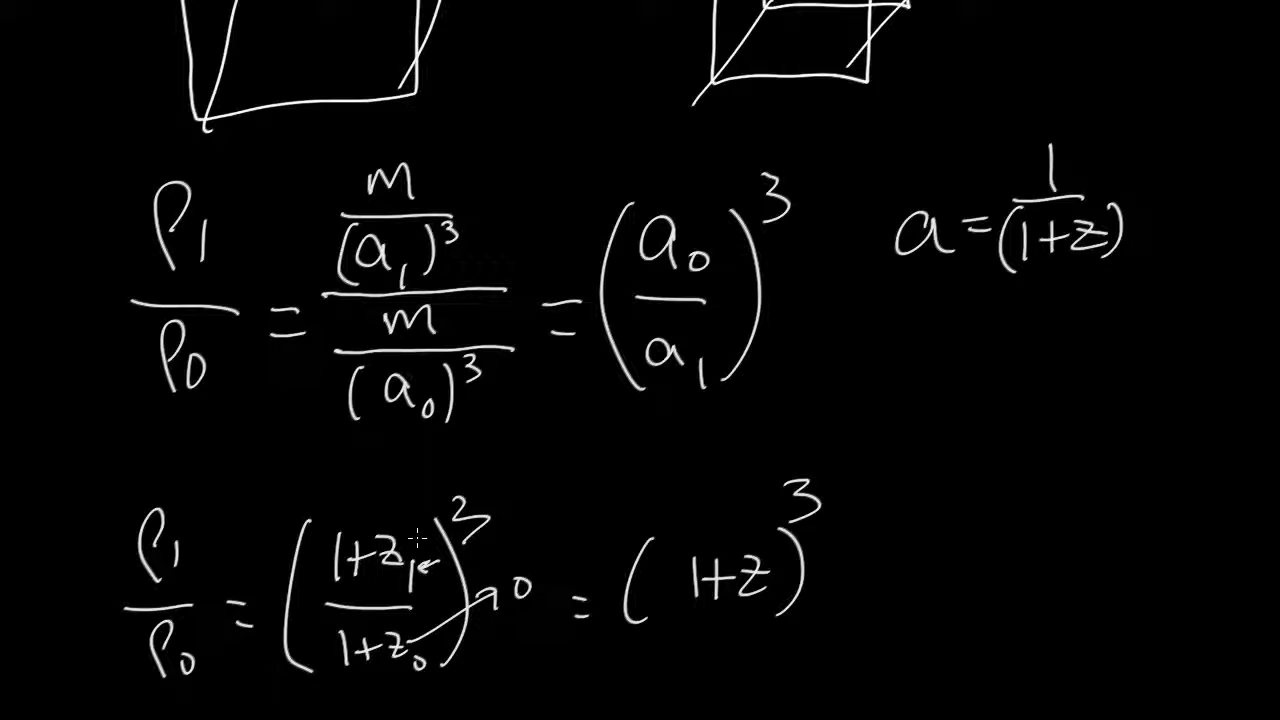 ρ₁/ρ₀ = (m/(a₁)³)/(m/(a₀)³) = (a₀/a₁)³   a = 1/(1+z)
ρ₁/ρ₀ = ((1+z₁)/(1+z₀))³ → 0 = (1+z)³